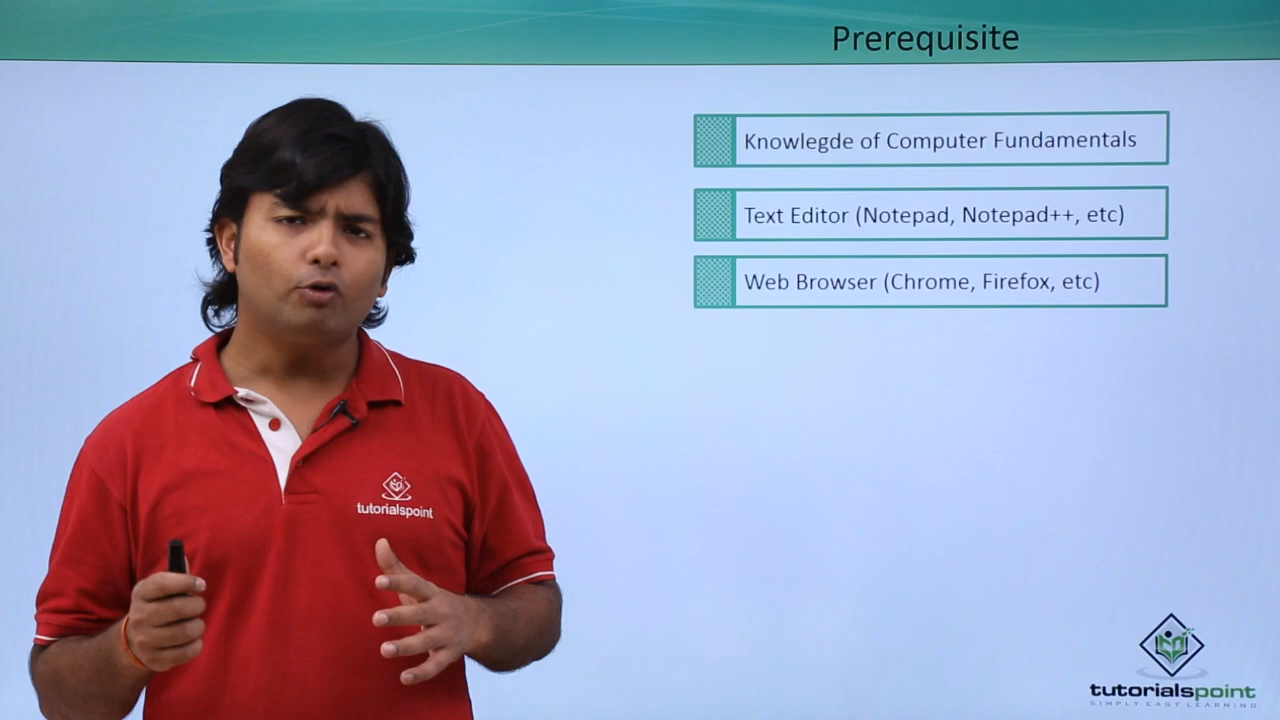 Prerequisite
Knowlegde of Computer Fundamentals
Text Editor (Notepad, Notepad++, etc)
Web Browser (Chrome, Firefox, etc)
tutorialspoint
tutorialspoint
SIMPLY EASY LEARNING